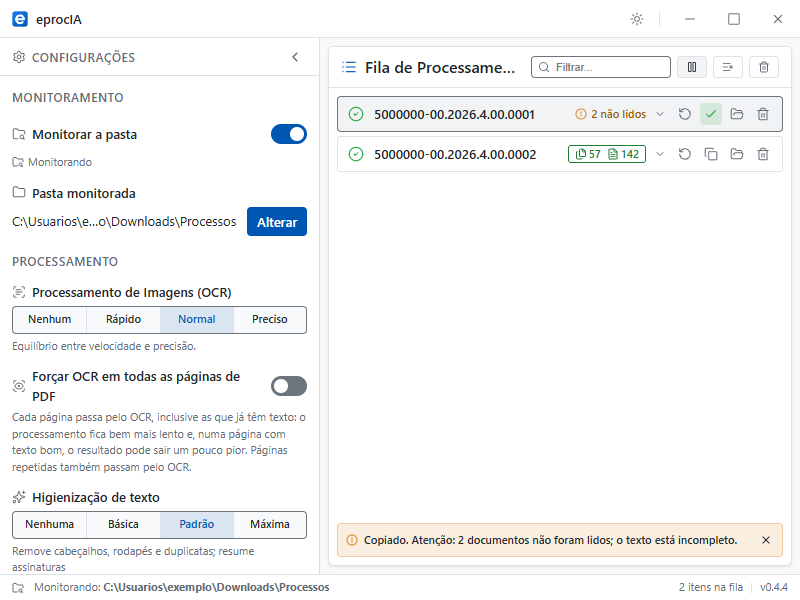 eprocIA
CONFIGURAÇÕES
MONITORAMENTO
Monitorar a pasta
Monitorando
Pasta monitorada
C:\Usuarios\e...o\Downloads\Processos
Alterar
PROCESSAMENTO
Processamento de Imagens (OCR)
Nenhum Rápido Normal Preciso
Equilíbrio entre velocidade e precisão.
Forçar OCR em todas as páginas de
PDF
Cada página passa pelo OCR, inclusive as que já têm texto: o
processamento fica bem mais lento e, numa página com
texto bom, o resultado pode sair um pouco pior. Páginas
repetidas também passam pelo OCR.
Higienização de texto
Nenhuma Básica Padrão Máxima
Remove cabeçalhos, rodapés e duplicatas; resume
assinaturas
Fila de Processame...
Filtrar...
5000000-00.2026.4.00.0001 2 não lidos
5000000-00.2026.4.00.0002 57 142
Copiado. Atenção: 2 documentos não foram lidos; o texto está incompleto.
Monitorando: C:\Usuarios\exemplo\Downloads\Processos
2 itens na fila v0.4.4